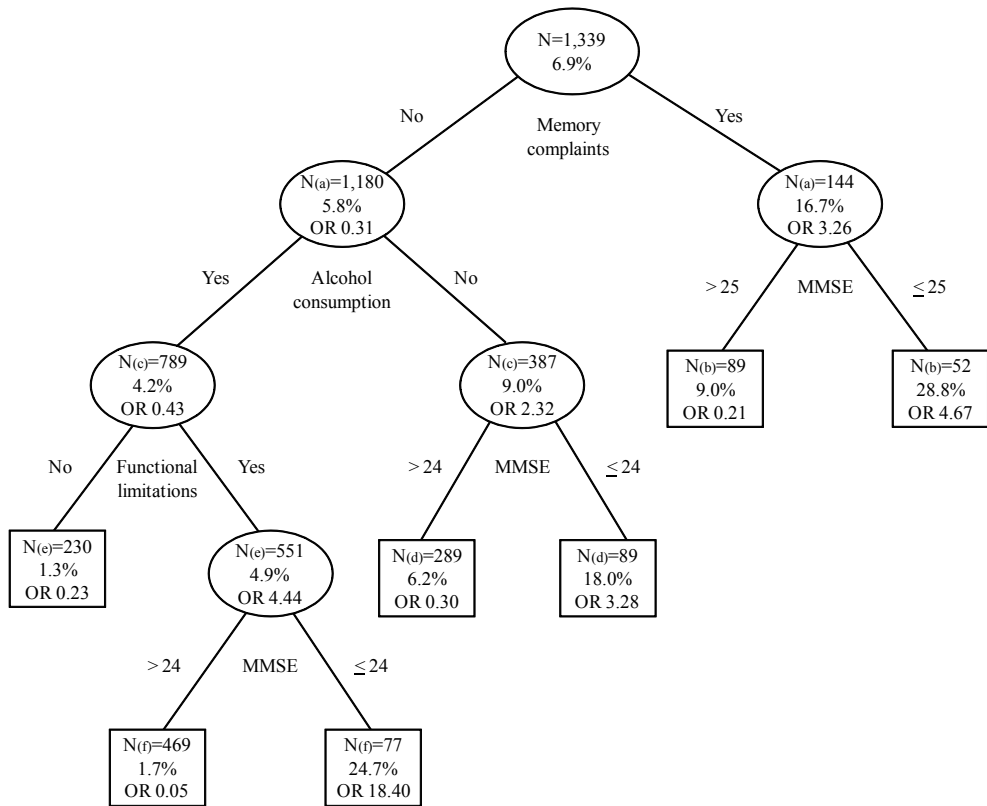 N=1,339
6.9%
No
Memory
complaints
Yes
N(a)=1,180
5.8%
OR 0.31
N(a)=144
16.7%
OR 3.26
Yes
Alcohol
consumption
No
> 25
MMSE
≤ 25
N(c)=789
4.2%
OR 0.43
N(c)=387
9.0%
OR 2.32
N(b)=89
9.0%
OR 0.21
N(b)=52
28.8%
OR 4.67
No
Functional
limitations
Yes
> 24
MMSE
≤ 24
N(e)=230
1.3%
OR 0.23
N(e)=551
4.9%
OR 4.44
N(d)=289
6.2%
OR 0.30
N(d)=89
18.0%
OR 3.28
> 24
MMSE
≤ 24
N(f)=469
1.7%
OR 0.05
N(f)=77
24.7%
OR 18.40